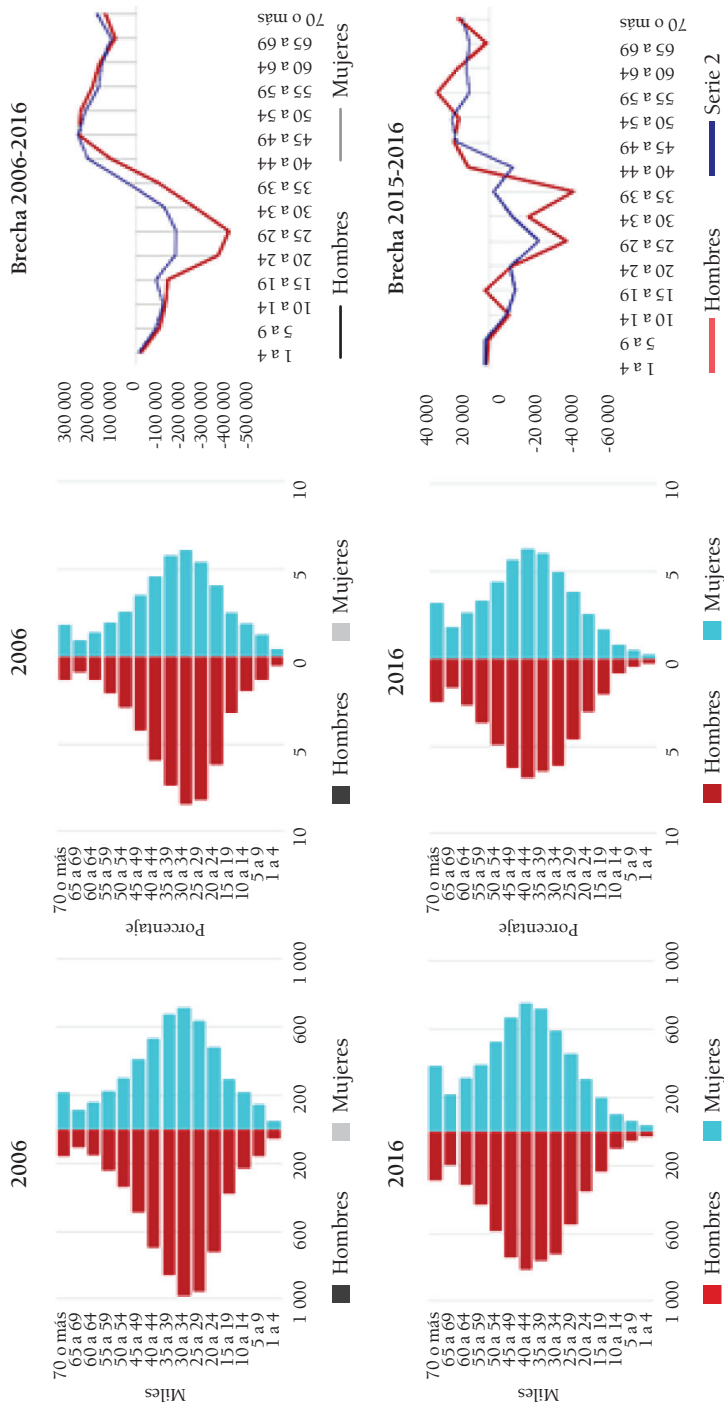 2006
70 o más
65 a 69
60 a 64
55 a 59
50 a 54
45 a 49
40 a 44
35 a 39
30 a 34
25 a 29
20 a 24
15 a 19
10 a 14
5 a 9
1 a 4
Miles
1 000 600 200 200 600 1 000
Hombres Mujeres
2006
70 o más
65 a 69
60 a 64
55 a 59
50 a 54
45 a 49
40 a 44
35 a 39
30 a 34
25 a 29
20 a 24
15 a 19
10 a 14
5 a 9
1 a 4
Porcentaje
10 5 0 5 10
Hombres Mujeres
Brecha 2006-2016
300 000
200 000
100 000
0
-100 000
-200 000
-300 000
-400 000
-500 000
1 a 4
5 a 9
10 a 14
15 a 19
20 a 24
25 a 29
30 a 34
35 a 39
40 a 44
45 a 49
50 a 54
55 a 59
60 a 64
65 a 69
70 o más
Hombres Mujeres
2016
70 o más
65 a 69
60 a 64
55 a 59
50 a 54
45 a 49
40 a 44
35 a 39
30 a 34
25 a 29
20 a 24
15 a 19
10 a 14
5 a 9
1 a 4
Miles
1 000 600 200 200 600 1 000
Hombres Mujeres
2016
70 o más
65 a 69
60 a 64
55 a 59
50 a 54
45 a 49
40 a 44
35 a 39
30 a 34
25 a 29
20 a 24
15 a 19
10 a 14
5 a 9
1 a 4
Porcentaje
10 5 0 5 10
Hombres Mujeres
Brecha 2015-2016
40 000
20 000
0
-20 000
-40 000
-60 000
1 a 4
5 a 9
10 a 14
15 a 19
20 a 24
25 a 29
30 a 34
35 a 39
40 a 44
45 a 49
50 a 54
55 a 59
60 a 64
65 a 69
70 o más
Hombres Serie 2